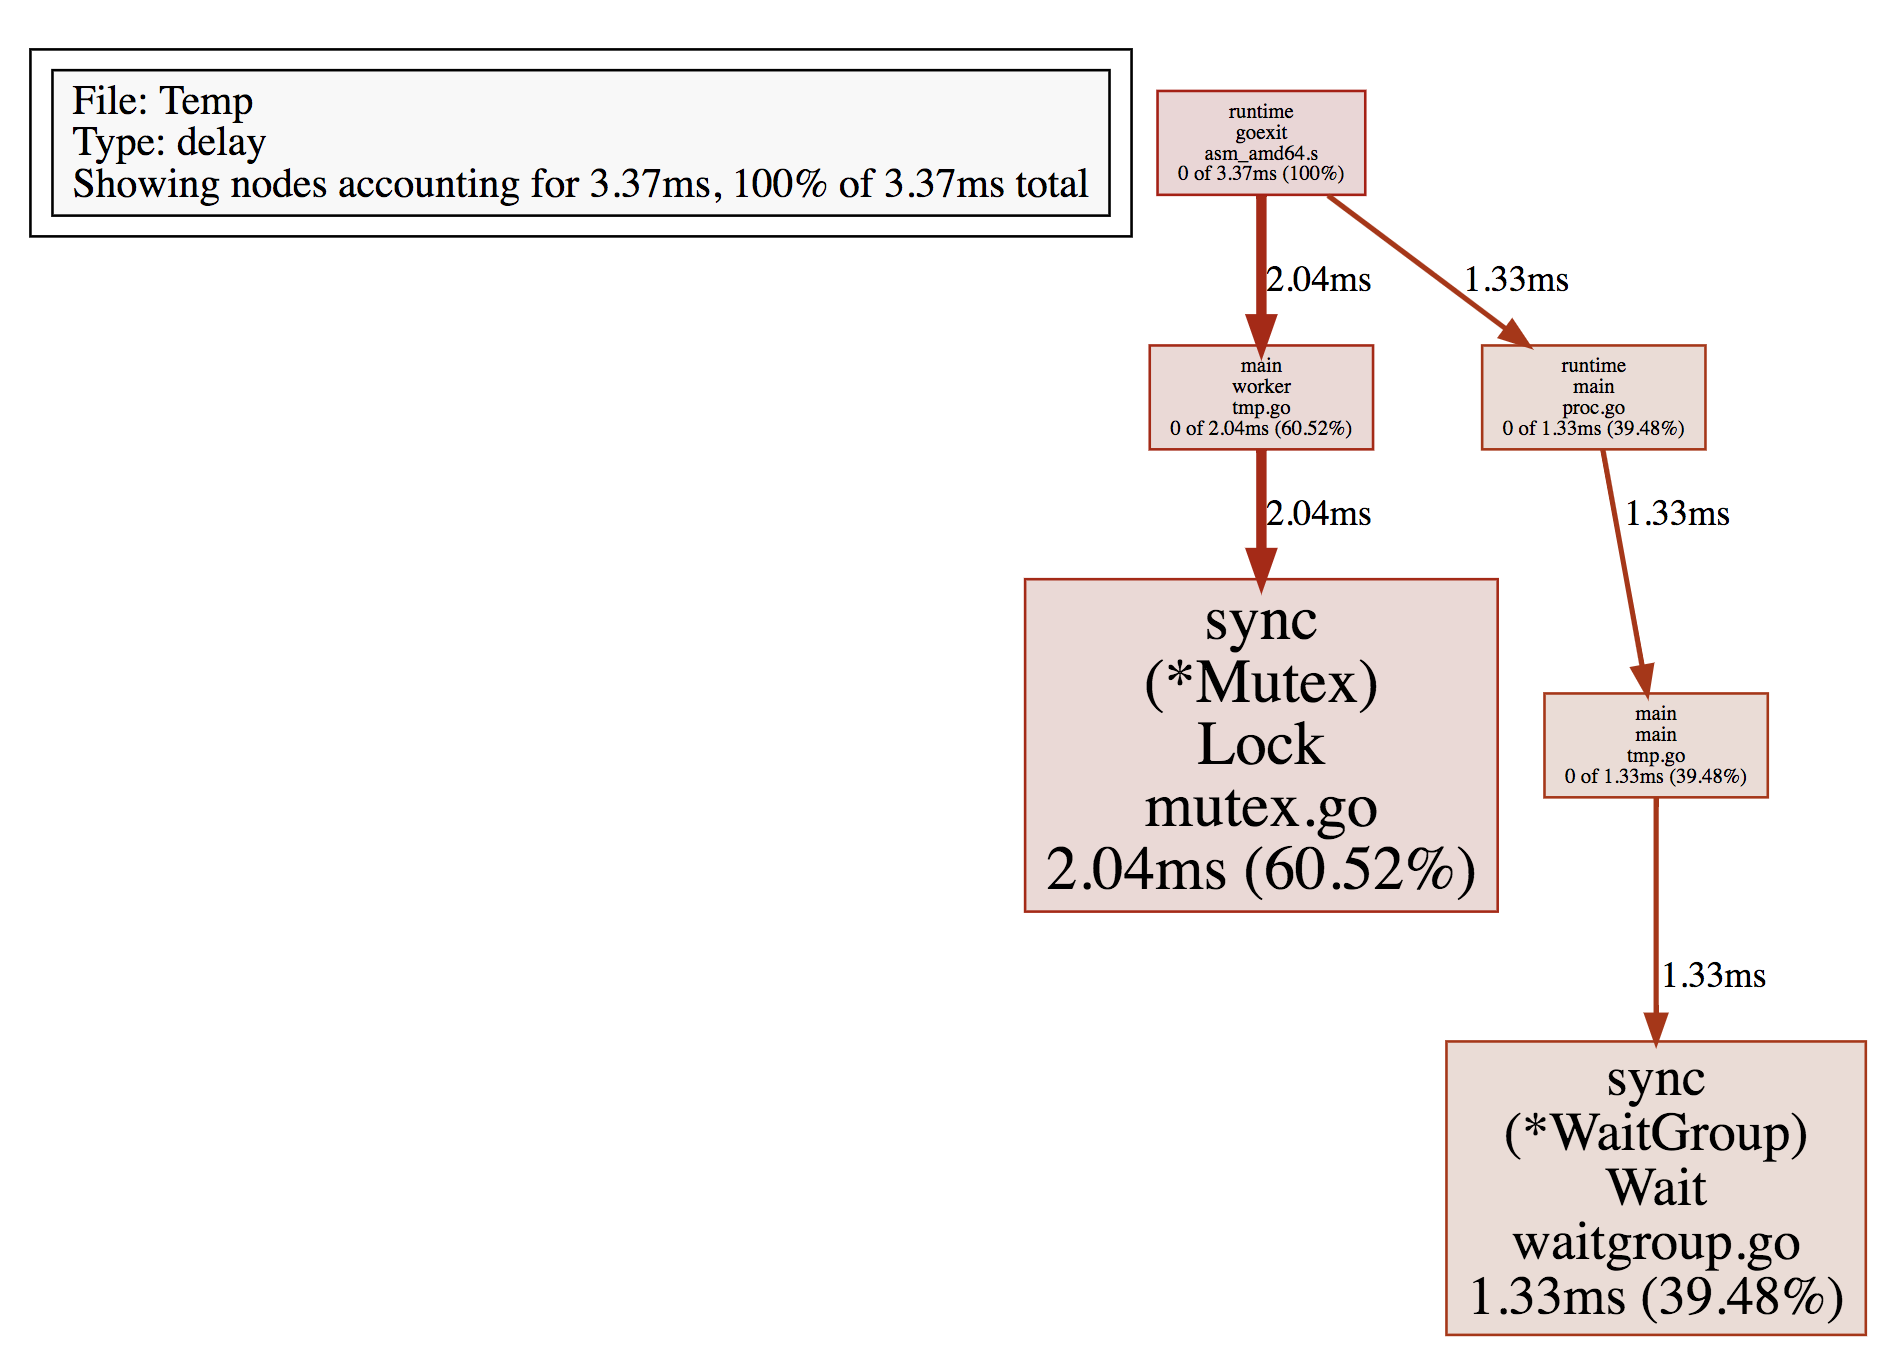 File: Temp
Type: delay
Showing nodes accounting for 3.37ms, 100% of 3.37ms total
runtime
goexit
asm_amd64.s
0 of 3.37ms (100%)
2.04ms
1.33ms
main
worker
tmp.go
0 of 2.04ms (60.52%)
runtime
main
proc.go
0 of 1.33ms (39.48%)
2.04ms
1.33ms
sync
(*Mutex)
Lock
mutex.go
2.04ms (60.52%)
main
main
tmp.go
0 of 1.33ms (39.48%)
1.33ms
sync
(*WaitGroup)
Wait
waitgroup.go
1.33ms (39.48%)